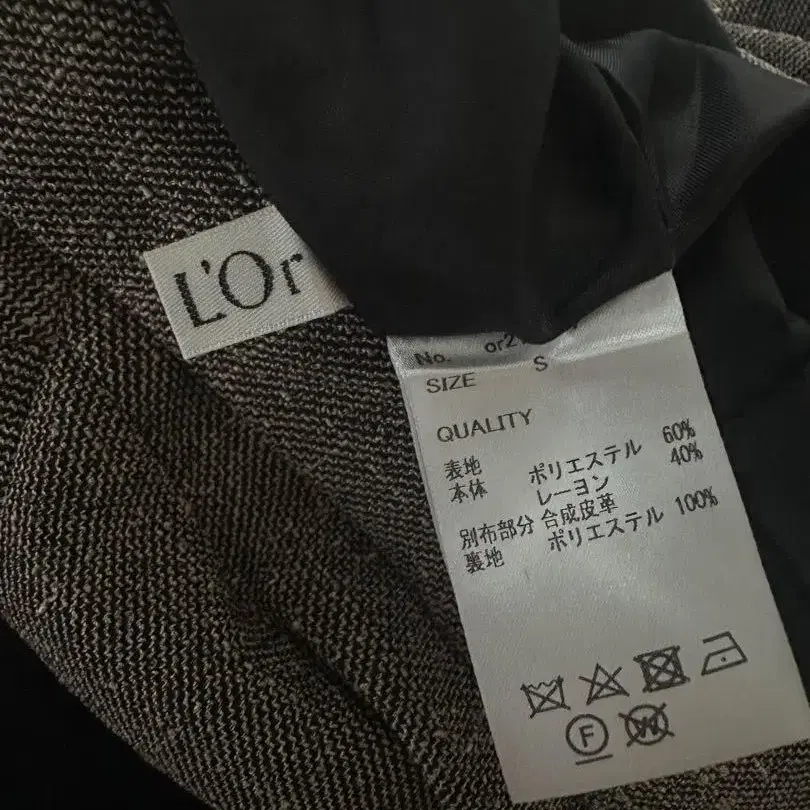 L'Or
No.
SIZE S
QUALITY
表地 ポリエステル 60%
本体 レーヨン 40%
別布部分 合成皮革
裏地 ポリエステル 100%
F
W